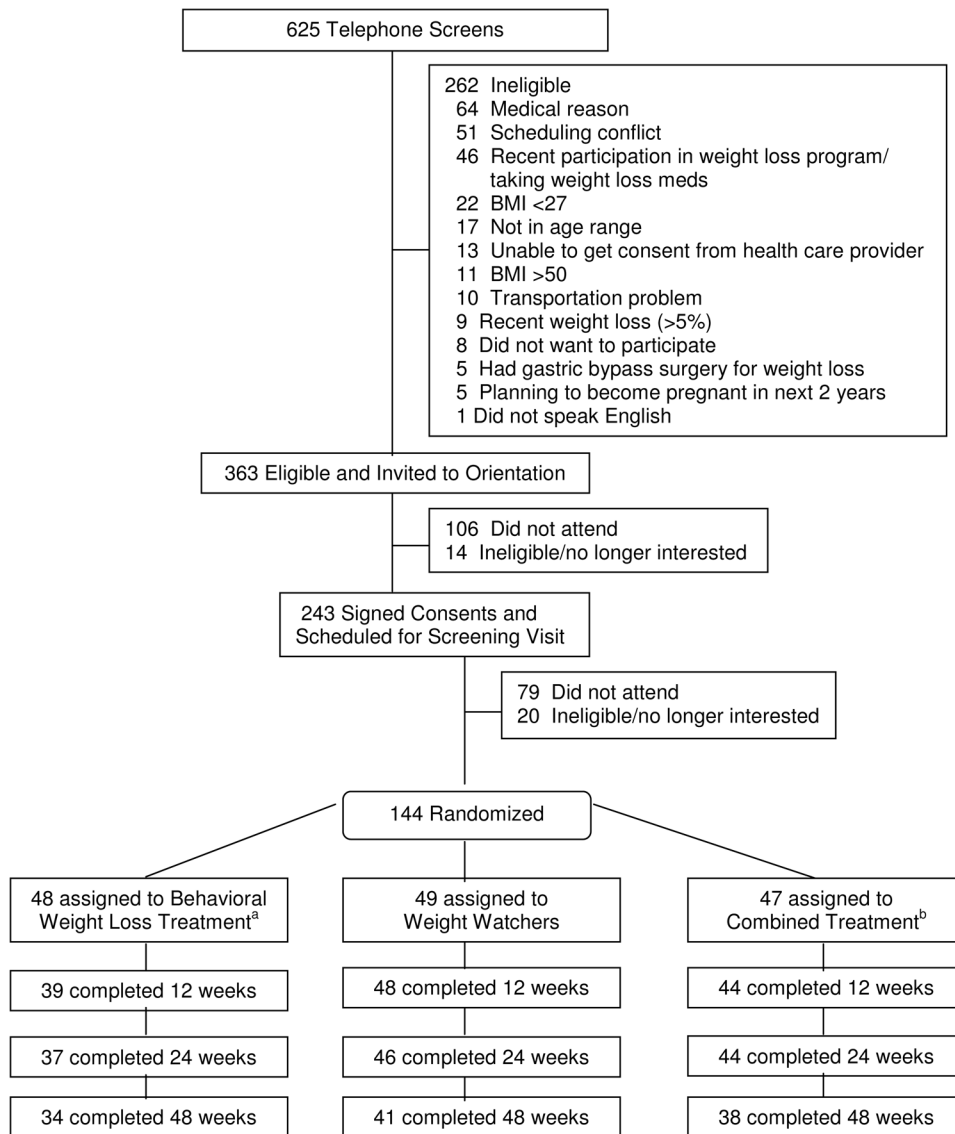 625 Telephone Screens
262 Ineligible
64 Medical reason
51 Scheduling conflict
46 Recent participation in weight loss program/
taking weight loss meds
22 BMI <27
17 Not in age range
13 Unable to get consent from health care provider
11 BMI >50
10 Transportation problem
9 Recent weight loss (>5%)
8 Did not want to participate
5 Had gastric bypass surgery for weight loss
5 Planning to become pregnant in next 2 years
1 Did not speak English
363 Eligible and Invited to Orientation
106 Did not attend
14 Ineligible/no longer interested
243 Signed Consents and
Scheduled for Screening Visit
79 Did not attend
20 Ineligible/no longer interested
144 Randomized
48 assigned to Behavioral
Weight Loss Treatmentᵃ
49 assigned to
Weight Watchers
47 assigned to
Combined Treatmentᵇ
39 completed 12 weeks
48 completed 12 weeks
44 completed 12 weeks
37 completed 24 weeks
46 completed 24 weeks
44 completed 24 weeks
34 completed 48 weeks
41 completed 48 weeks
38 completed 48 weeks